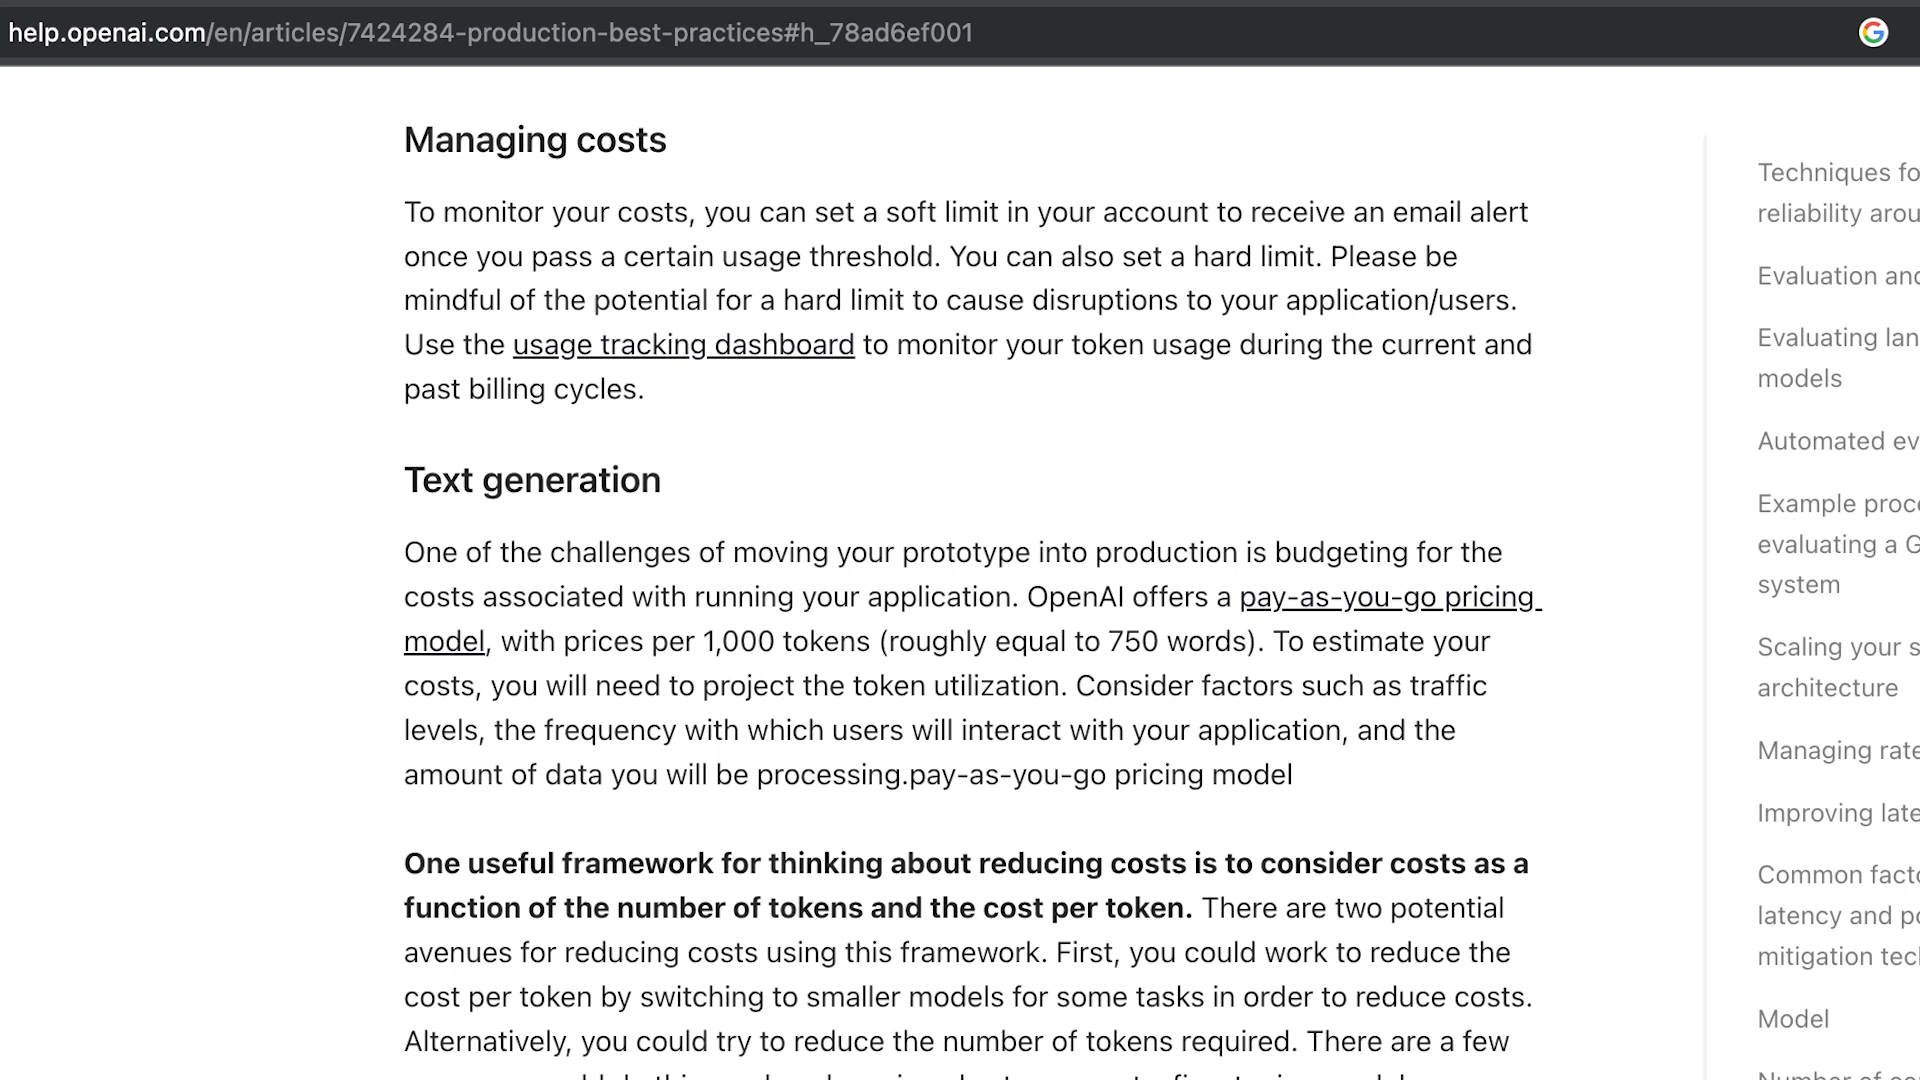 help.openai.com/en/articles/7424284-production-best-practices#h_78ad6ef001
Managing costs
To monitor your costs, you can set a soft limit in your account to receive an email alert
once you pass a certain usage threshold. You can also set a hard limit. Please be
mindful of the potential for a hard limit to cause disruptions to your application/users.
Use the usage tracking dashboard to monitor your token usage during the current and
past billing cycles.
Text generation
One of the challenges of moving your prototype into production is budgeting for the
costs associated with running your application. OpenAI offers a pay-as-you-go pricing
model, with prices per 1,000 tokens (roughly equal to 750 words). To estimate your
costs, you will need to project the token utilization. Consider factors such as traffic
levels, the frequency with which users will interact with your application, and the
amount of data you will be processing.pay-as-you-go pricing model
One useful framework for thinking about reducing costs is to consider costs as a
function of the number of tokens and the cost per token. There are two potential
avenues for reducing costs using this framework. First, you could work to reduce the
cost per token by switching to smaller models for some tasks in order to reduce costs.
Alternatively, you could try to reduce the number of tokens required. There are a few
Techniques fo
reliability arou
Evaluation and
Evaluating lan
models
Automated ev
Example proce
evaluating a G
system
Scaling your s
architecture
Managing rate
Improving late
Common facto
latency and po
mitigation tech
Model